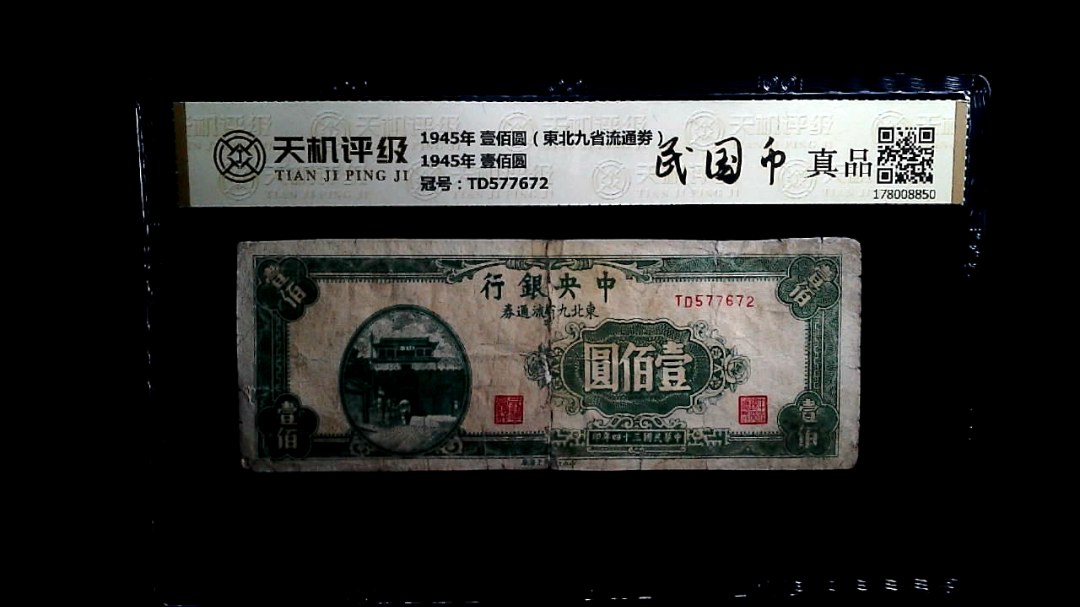 天机评级
TIAN JI PING JI
1945年 壹佰圆（東北九省流通券）
1945年 壹佰圆
冠号：TD577672
民国币
真品
178008850
壹佰
壹佰
行銀央中
券通流省九北東
TD577672
圓佰壹
壹佰
壹佰
印年四十三國民華中